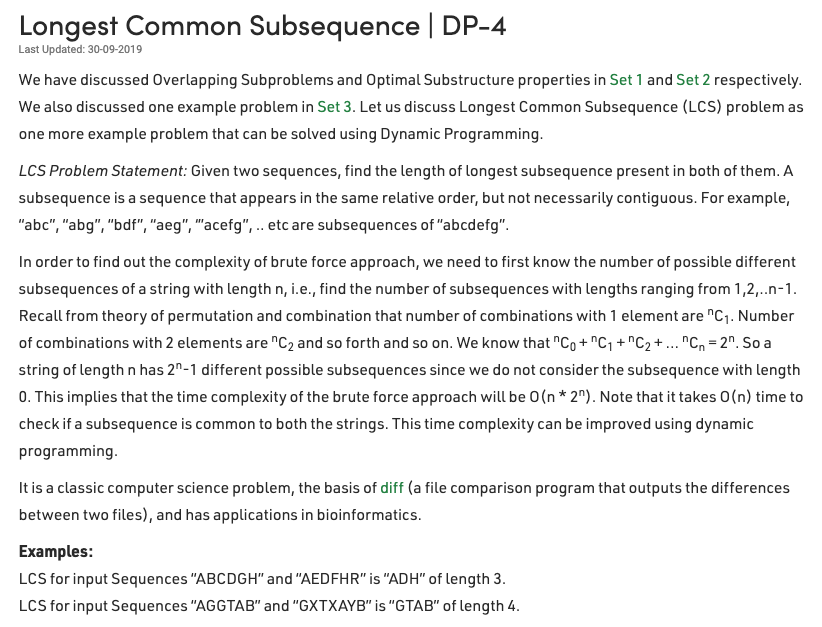 Longest Common Subsequence | DP-4
Last Updated: 30-09-2019
We have discussed Overlapping Subproblems and Optimal Substructure properties in Set 1 and Set 2 respectively.
We also discussed one example problem in Set 3. Let us discuss Longest Common Subsequence (LCS) problem as
one more example problem that can be solved using Dynamic Programming.
LCS Problem Statement: Given two sequences, find the length of longest subsequence present in both of them. A
subsequence is a sequence that appears in the same relative order, but not necessarily contiguous. For example,
“abc”, “abg”, “bdf”, “aeg”, ‘”acefg”, .. etc are subsequences of “abcdefg”.
In order to find out the complexity of brute force approach, we need to first know the number of possible different
subsequences of a string with length n, i.e., find the number of subsequences with lengths ranging from 1,2,..n-1.
Recall from theory of permutation and combination that number of combinations with 1 element are ⁿC₁. Number
of combinations with 2 elements are ⁿC₂ and so forth and so on. We know that ⁿC₀ + ⁿC₁ + ⁿC₂ + … ⁿCₙ = 2ⁿ. So a
string of length n has 2ⁿ-1 different possible subsequences since we do not consider the subsequence with length
0. This implies that the time complexity of the brute force approach will be O(n * 2ⁿ). Note that it takes O(n) time to
check if a subsequence is common to both the strings. This time complexity can be improved using dynamic
programming.
It is a classic computer science problem, the basis of diff (a file comparison program that outputs the differences
between two files), and has applications in bioinformatics.
Examples:
LCS for input Sequences “ABCDGH” and “AEDFHR” is “ADH” of length 3.
LCS for input Sequences “AGGTAB” and “GXTXAYB” is “GTAB” of length 4.